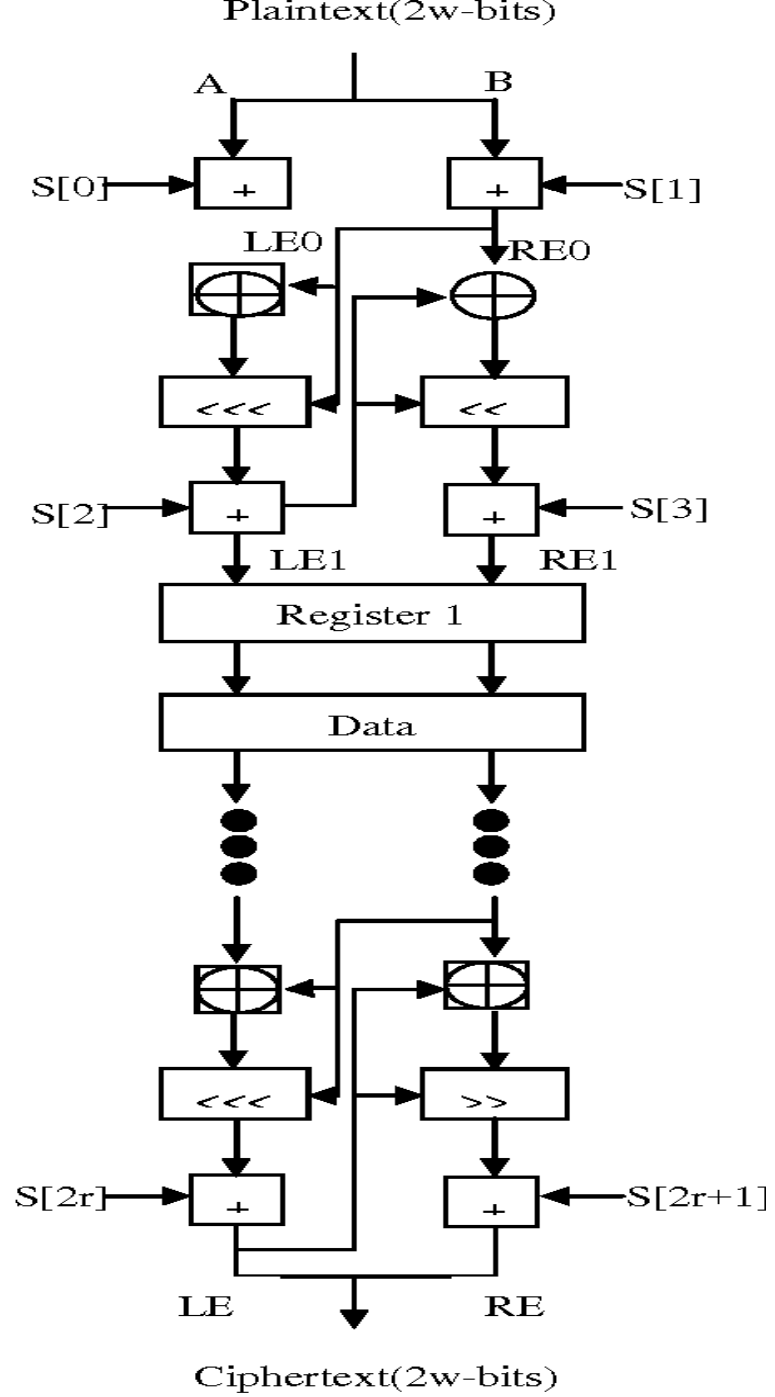 Plaintext(2w-bits)
A B
S[0] + + S[1]
LE0 RE0
<<< <<
S[2] + + S[3]
LE1 RE1
Register 1
Data
<<< >>
S[2r] + + S[2r+1]
LE RE
Ciphertext(2w-bits)